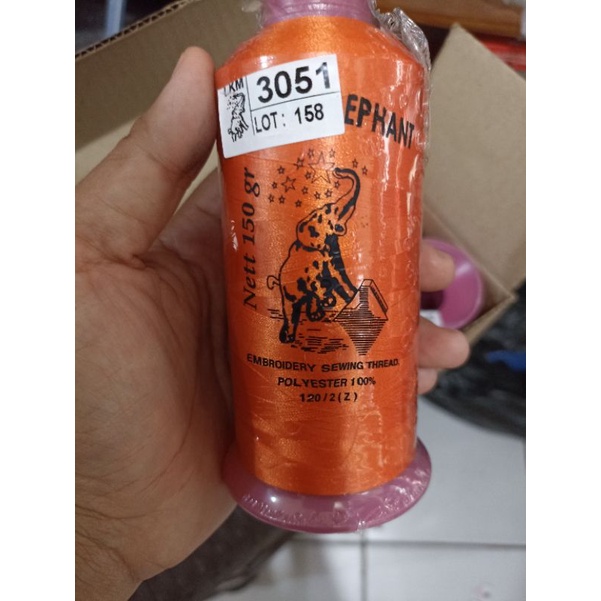 3051
LOT: 158
EPHANT
Nett 150 gr
EMBROIDERY SEWING THREAD.
POLYESTER 100%
120/2(Z)